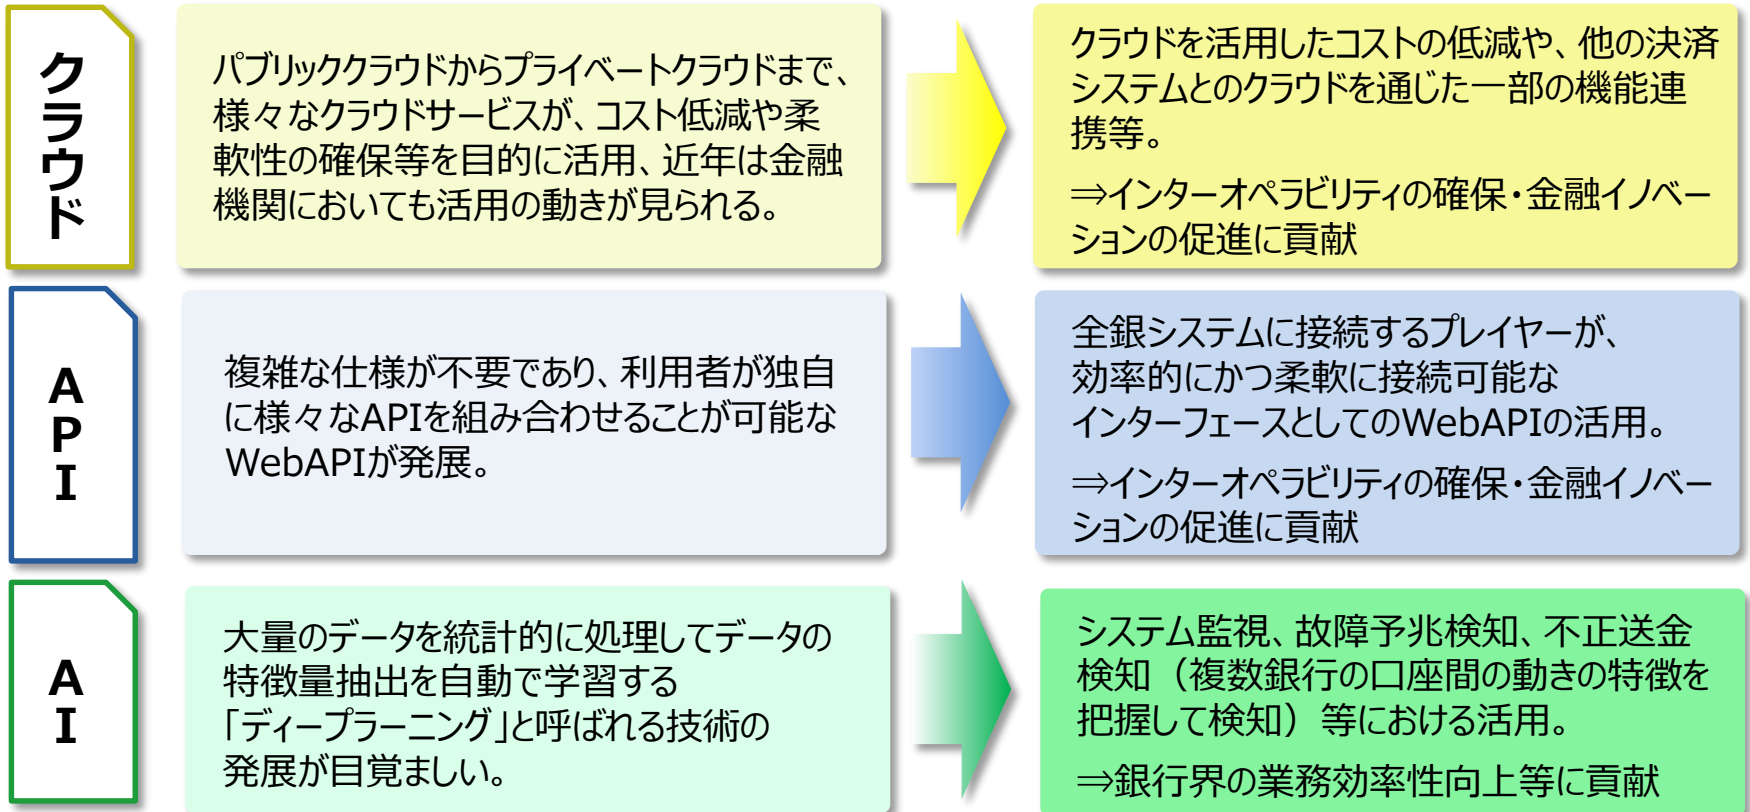 クラウド
パブリッククラウドからプライベートクラウドまで、
様々なクラウドサービスが、コスト低減や柔
軟性の確保等を目的に活用、近年は金融
機関においても活用の動きが見られる。
クラウドを活用したコストの低減や、他の決済
システムとのクラウドを通じた一部の機能連
携等。
⇒インターオペラビリティの確保・金融イノベー
ションの促進に貢献
API
複雑な仕様が不要であり、利用者が独自
に様々なAPIを組み合わせることが可能な
WebAPIが発展。
全銀システムに接続するプレイヤーが、
効率的にかつ柔軟に接続可能な
インターフェースとしてのWebAPIの活用。
⇒インターオペラビリティの確保・金融イノベー
ションの促進に貢献
AI
大量のデータを統計的に処理してデータの
特徴量抽出を自動で学習する
「ディープラーニング」と呼ばれる技術の
発展が目覚ましい。
システム監視、故障予兆検知、不正送金
検知（複数銀行の口座間の動きの特徴を
把握して検知）等における活用。
⇒銀行界の業務効率性向上等に貢献